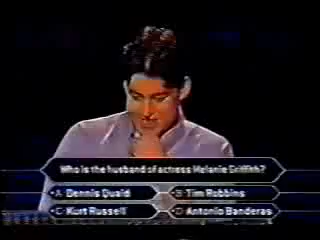 Who is the husband of actress Melanie Griffith?
A: Dennis Quaid
B: Tim Robbins
C: Kurt Russell
D: Antonio Banderas